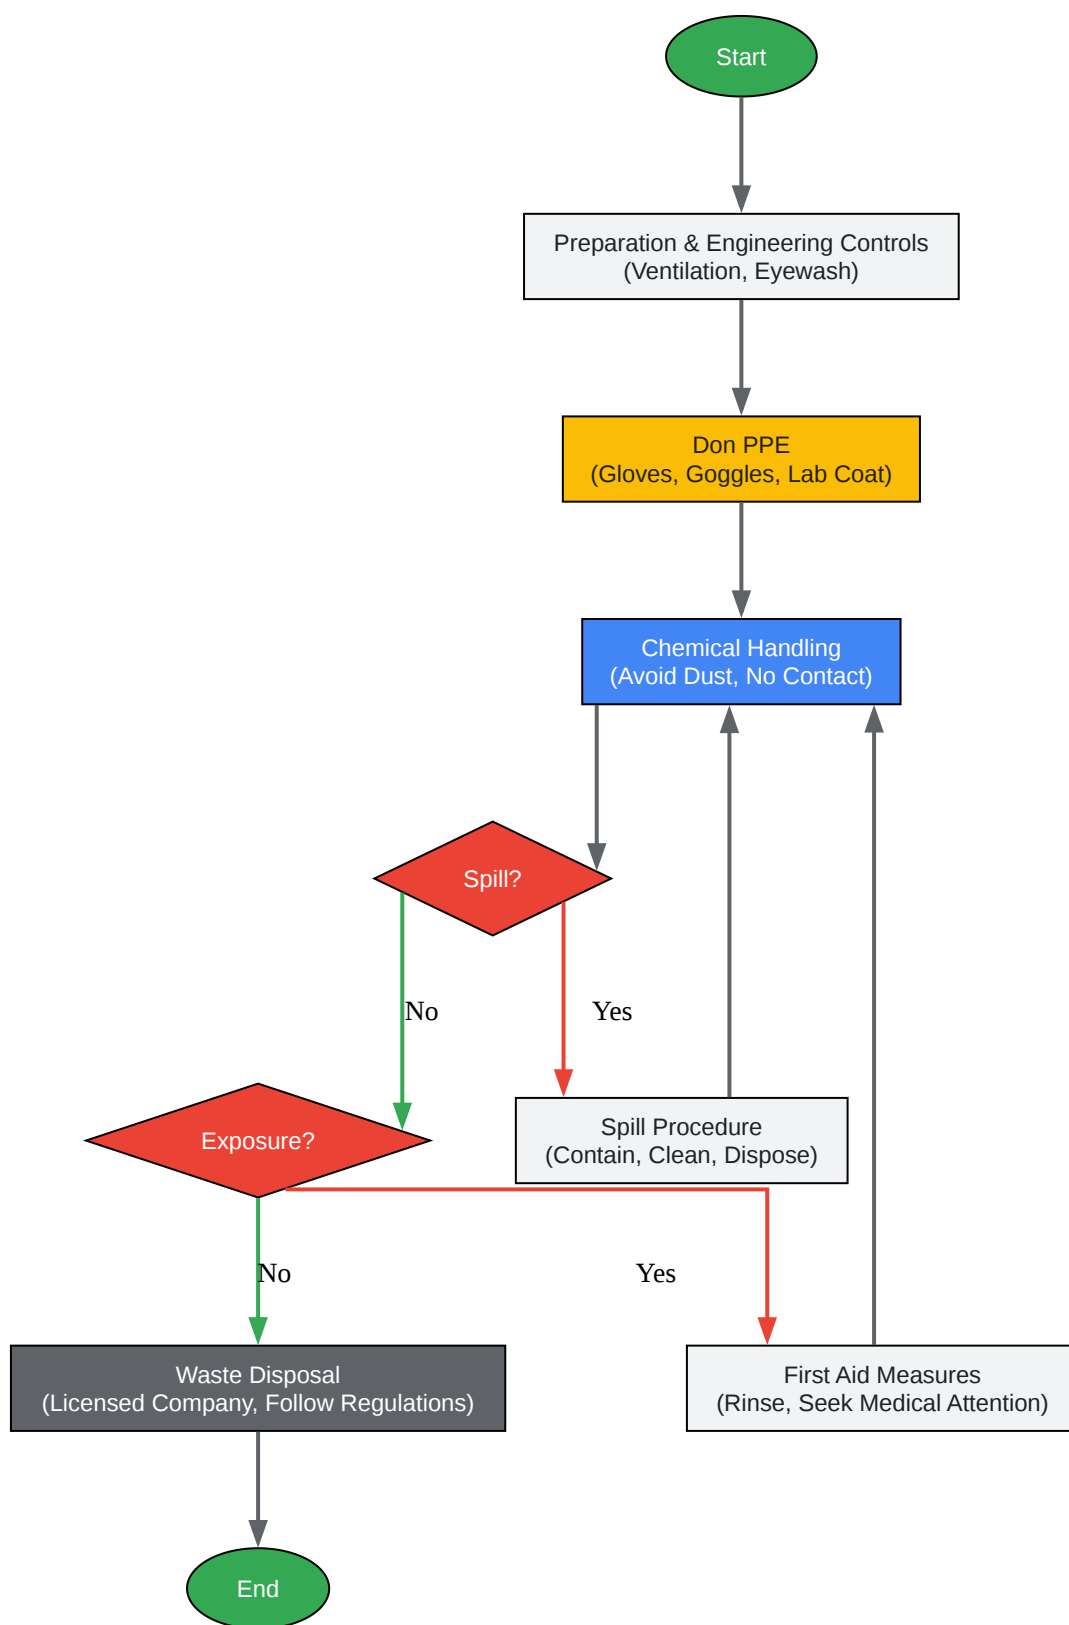 Start
Preparation & Engineering Controls
(Ventilation, Eyewash)
Don PPE
(Gloves, Goggles, Lab Coat)
Chemical Handling
(Avoid Dust, No Contact)
Spill?
No
Yes
Exposure?
Spill Procedure
(Contain, Clean, Dispose)
No
Yes
Waste Disposal
(Licensed Company, Follow Regulations)
First Aid Measures
(Rinse, Seek Medical Attention)
End